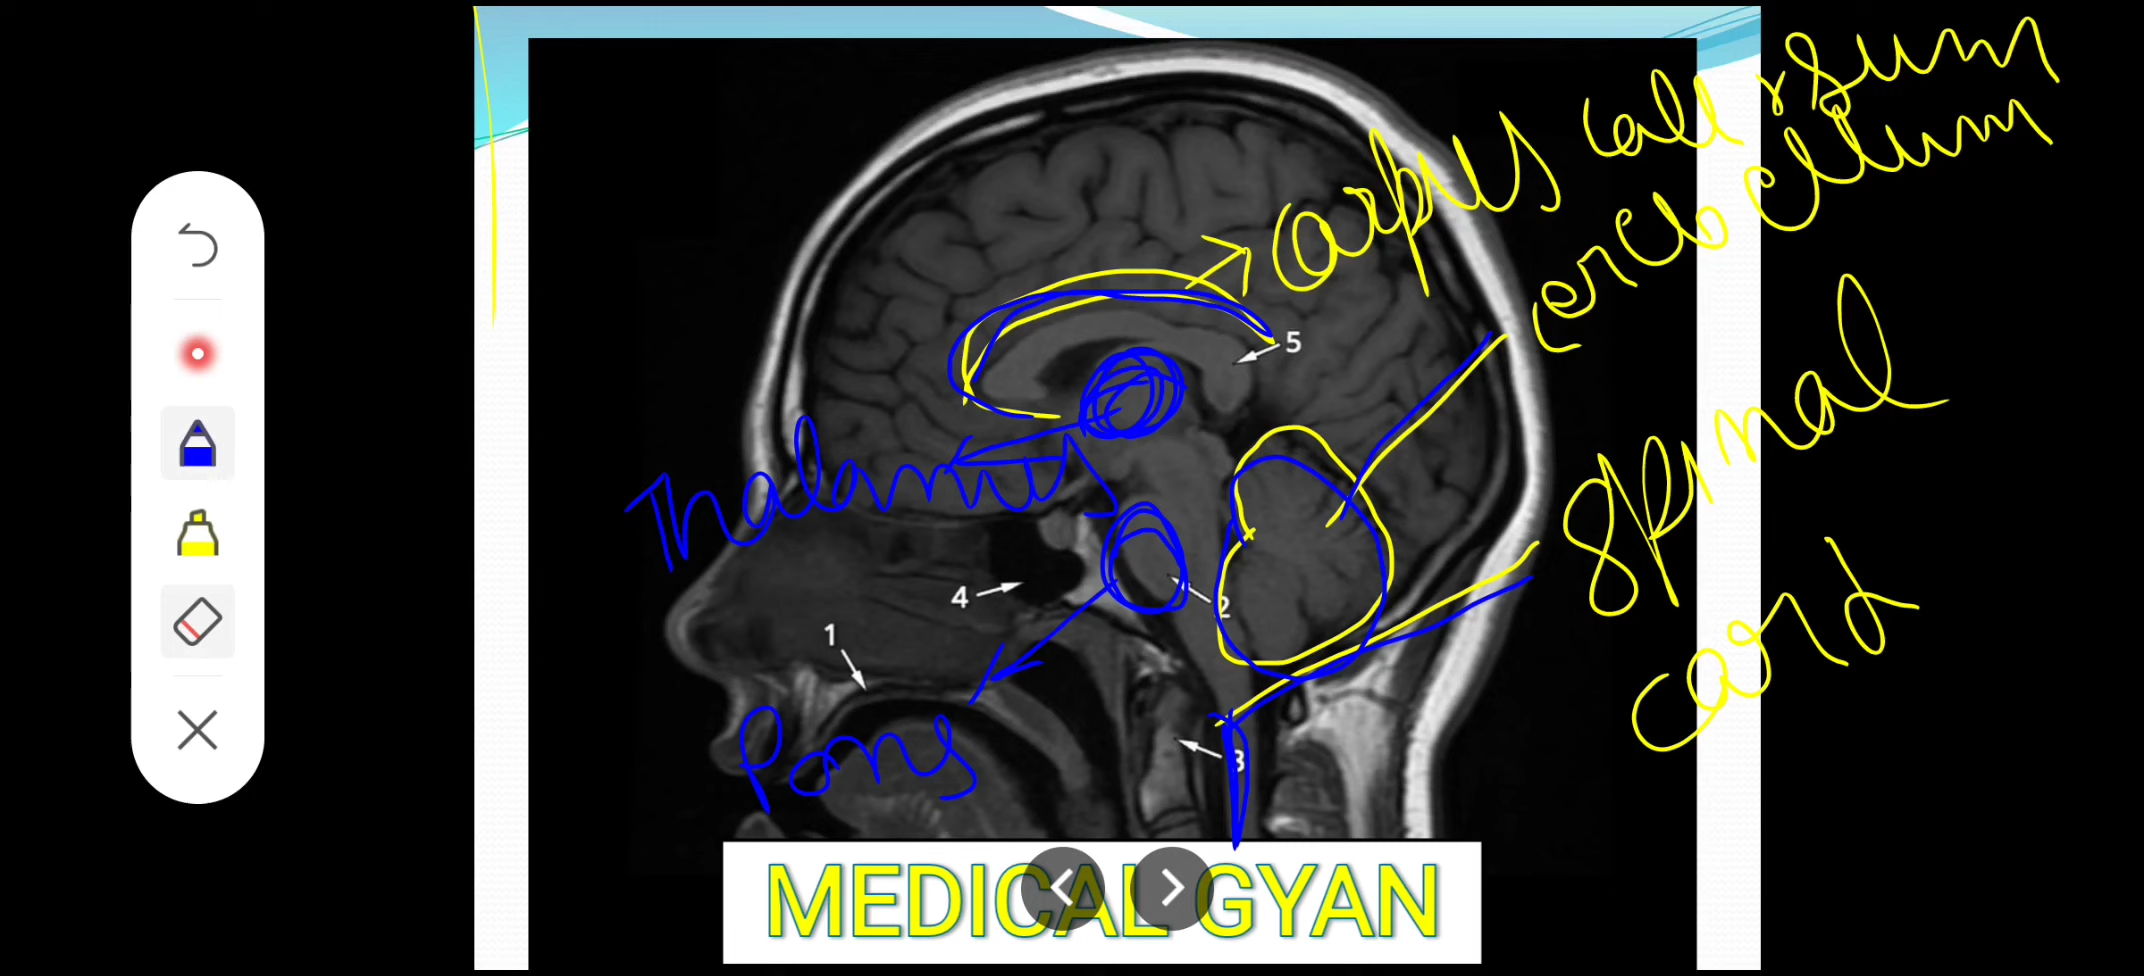 corpus callosum
cerebellum
5
Thalamus
spinal
cord
4
2
1
Pons
3
MEDICAL GYAN